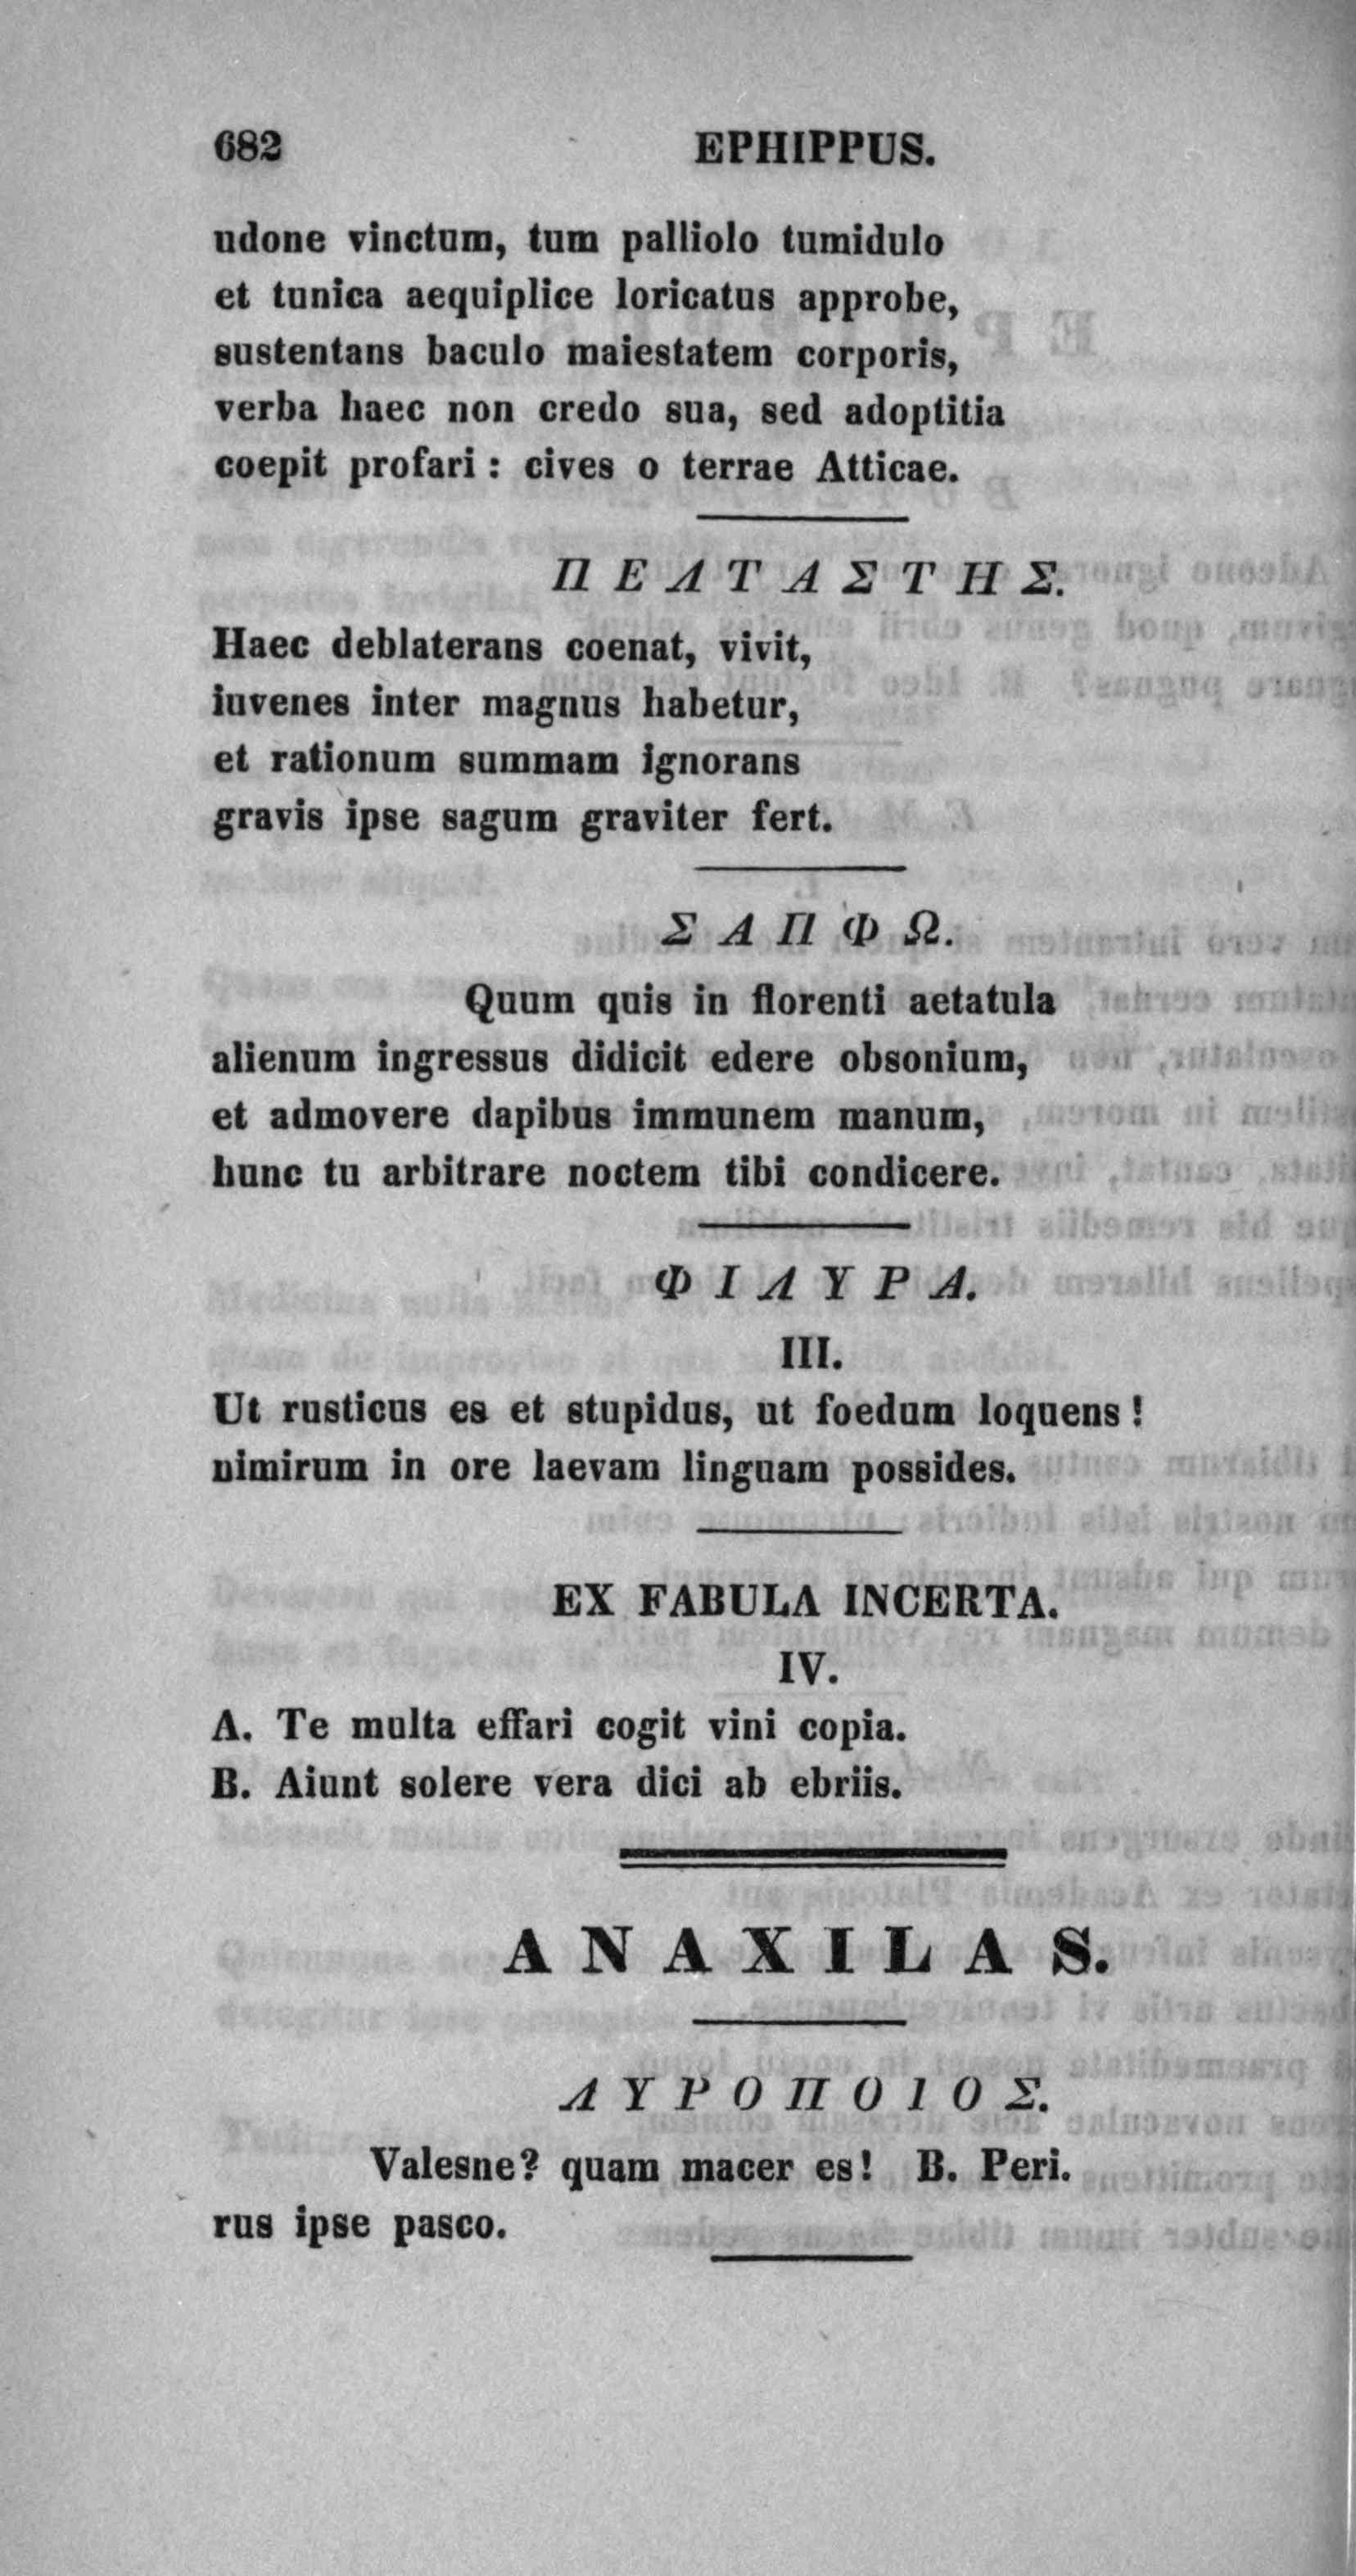 682 EPHIPPUS.
udone vinctum, tum palliolo tumidulo
et tunica aequiplice loricatus approbe,
sustentans baculo maiestatem corporis,
verba haec non credo sua, sed adoptitia
coepit profari : cives o terrae Atticae.
ΠΕΛΤΑΣΤΗΣ.
Haec deblaterans coenat, vivit,
iuvenes inter magnus habetur,
et rationum summam ignorans
gravis ipse sagum graviter fert.
ΣΑΠΦΩ.
Quum quis in florenti aetatula
alienum ingressus didicit edere obsonium,
et admovere dapibus immunem manum,
hunc tu arbitrare noctem tibi condicere.
ΦΙΛΥΡΑ.
III.
Ut rusticus es et stupidus, ut foedum loquens !
nimirum in ore laevam linguam possides.
EX FABULA INCERTA.
IV.
A. Te multa effari cogit vini copia.
B. Aiunt solere vera dici ab ebriis.
ANAXILAS.
ΛΥΡΟΠΟΙΟΣ.
Valesne? quam macer es! B. Peri.
rus ipse pasco.